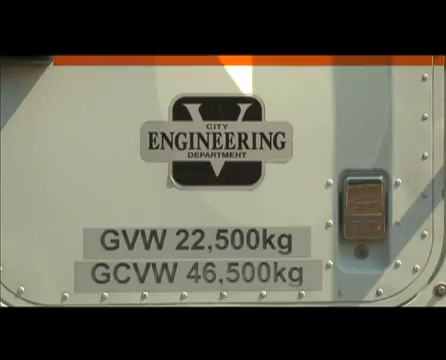 V
CITY
ENGINEERING
DEPARTMENT
GVW 22,500kg
GCVW 46,500kg